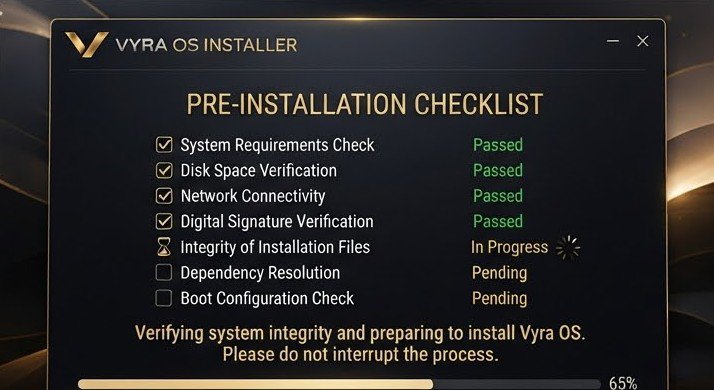 VYRA OS INSTALLER
PRE-INSTALLATION CHECKLIST
System Requirements Check Passed
Disk Space Verification Passed
Network Connectivity Passed
Digital Signature Verification Passed
Integrity of Installation Files In Progress
Dependency Resolution Pending
Boot Configuration Check Pending
Verifying system integrity and preparing to install Vyra OS.
Please do not interrupt the process.
65%